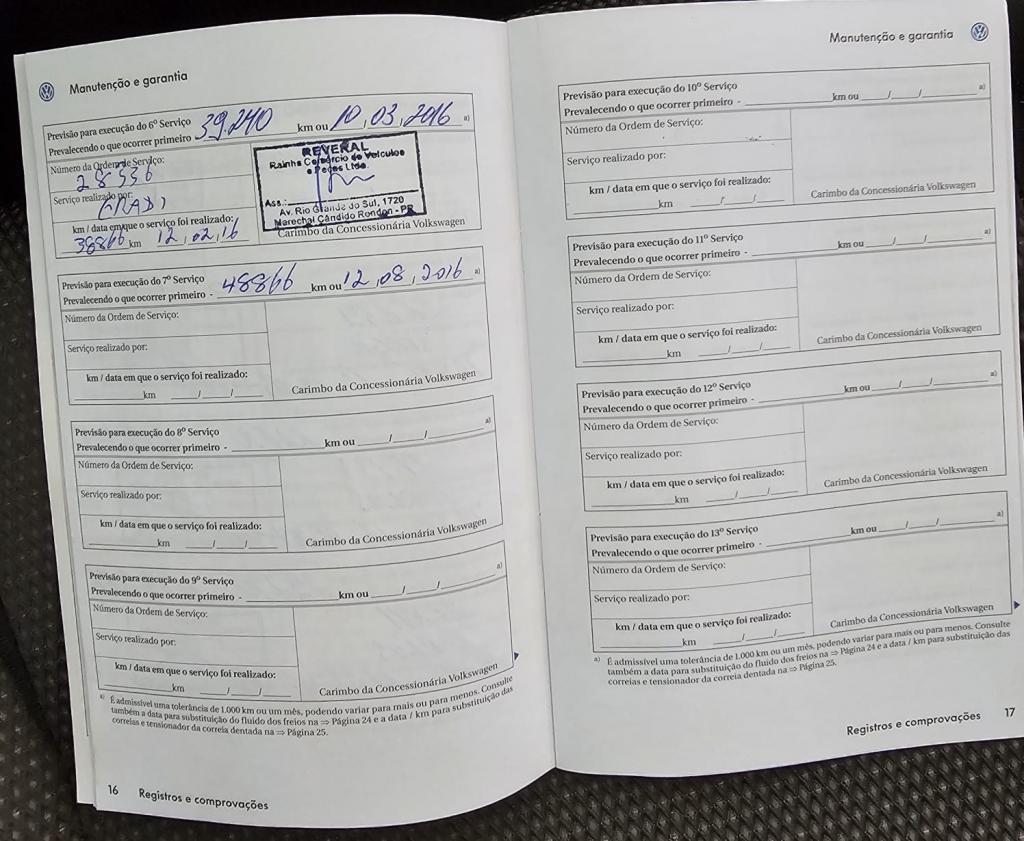 Manutenção e garantia
Previsão para execução do 6º Serviço
Prevalecendo o que ocorrer primeiro - 39.240 km ou 10, 03, 2016 a)
Número da Ordem de Serviço:
28536
Serviço realizado por:
km / data em que o serviço foi realizado:
38866 km 12, 02, 16
REVERAL
Rainha Comércio de Veículos
e Peças Ltda
Ass.:
Av. Rio Grande do Sul, 1720
Marechal Cândido Rondon - PR
Carimbo da Concessionária Volkswagen
Previsão para execução do 7º Serviço
Prevalecendo o que ocorrer primeiro - 48866 km ou 12, 08, 2016 a)
Número da Ordem de Serviço:
Serviço realizado por:
km / data em que o serviço foi realizado:
km / /
Carimbo da Concessionária Volkswagen
Previsão para execução do 8º Serviço
Prevalecendo o que ocorrer primeiro - km ou / / a)
Número da Ordem de Serviço:
Serviço realizado por:
km / data em que o serviço foi realizado:
km / /
Carimbo da Concessionária Volkswagen
Previsão para execução do 9º Serviço
Prevalecendo o que ocorrer primeiro - km ou / / a)
Número da Ordem de Serviço:
Serviço realizado por:
km / data em que o serviço foi realizado:
km / /
Carimbo da Concessionária Volkswagen
a) É admissível uma tolerância de 1.000 km ou um mês, podendo variar para mais ou para menos. Consulte
também a data para substituição do fluido dos freios na ⇒ Página 24 e a data / km para substituição das
correias e tensionador da correia dentada na ⇒ Página 25.
16 Registros e comprovações
Manutenção e garantia
Previsão para execução do 10º Serviço
Prevalecendo o que ocorrer primeiro - km ou / / a)
Número da Ordem de Serviço:
Serviço realizado por:
km / data em que o serviço foi realizado:
km / /
Carimbo da Concessionária Volkswagen
Previsão para execução do 11º Serviço
Prevalecendo o que ocorrer primeiro - km ou / / a)
Número da Ordem de Serviço:
Serviço realizado por:
km / data em que o serviço foi realizado:
km / /
Carimbo da Concessionária Volkswagen
Previsão para execução do 12º Serviço
Prevalecendo o que ocorrer primeiro - km ou / / a)
Número da Ordem de Serviço:
Serviço realizado por:
km / data em que o serviço foi realizado:
km / /
Carimbo da Concessionária Volkswagen
Previsão para execução do 13º Serviço
Prevalecendo o que ocorrer primeiro - km ou / / a)
Número da Ordem de Serviço:
Serviço realizado por:
km / data em que o serviço foi realizado:
km / /
Carimbo da Concessionária Volkswagen
a) É admissível uma tolerância de 1.000 km ou um mês, podendo variar para mais ou para menos. Consulte
também a data para substituição do fluido dos freios na ⇒ Página 24 e a data / km para substituição das
correias e tensionador da correia dentada na ⇒ Página 25.
Registros e comprovações 17